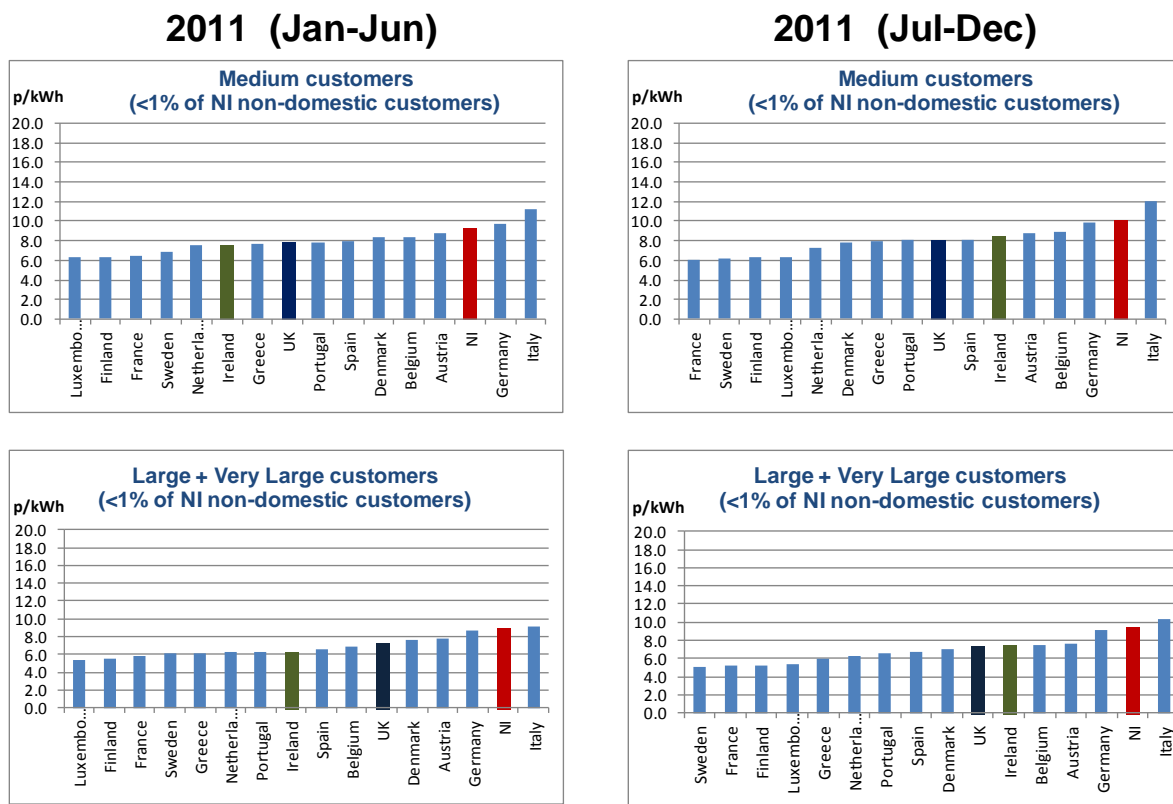 2011 (Jan-Jun)
2011 (Jul-Dec)
Medium customers
(<1% of NI non-domestic customers)
p/kWh
20.0
18.0
16.0
14.0
12.0
10.0
8.0
6.0
4.0
2.0
0.0
Luxembo...
Finland
France
Sweden
Netherla...
Ireland
Greece
UK
Portugal
Spain
Denmark
Belgium
Austria
NI
Germany
Italy
Medium customers
(<1% of NI non-domestic customers)
p/kWh
20.0
18.0
16.0
14.0
12.0
10.0
8.0
6.0
4.0
2.0
0.0
France
Sweden
Finland
Luxembo...
Netherla...
Denmark
Greece
Portugal
UK
Spain
Ireland
Austria
Belgium
Germany
NI
Italy
Large + Very Large customers
(<1% of NI non-domestic customers)
p/kWh
20.0
18.0
16.0
14.0
12.0
10.0
8.0
6.0
4.0
2.0
0.0
Luxembo...
Finland
France
Sweden
Greece
Netherla...
Portugal
Ireland
Spain
Belgium
UK
Denmark
Austria
Germany
NI
Italy
Large + Very Large customers
(<1% of NI non-domestic customers)
p/kWh
20.0
18.0
16.0
14.0
12.0
10.0
8.0
6.0
4.0
2.0
0.0
Sweden
France
Finland
Luxembo...
Greece
Netherla...
Portugal
Spain
Denmark
UK
Ireland
Belgium
Austria
Germany
NI
Italy